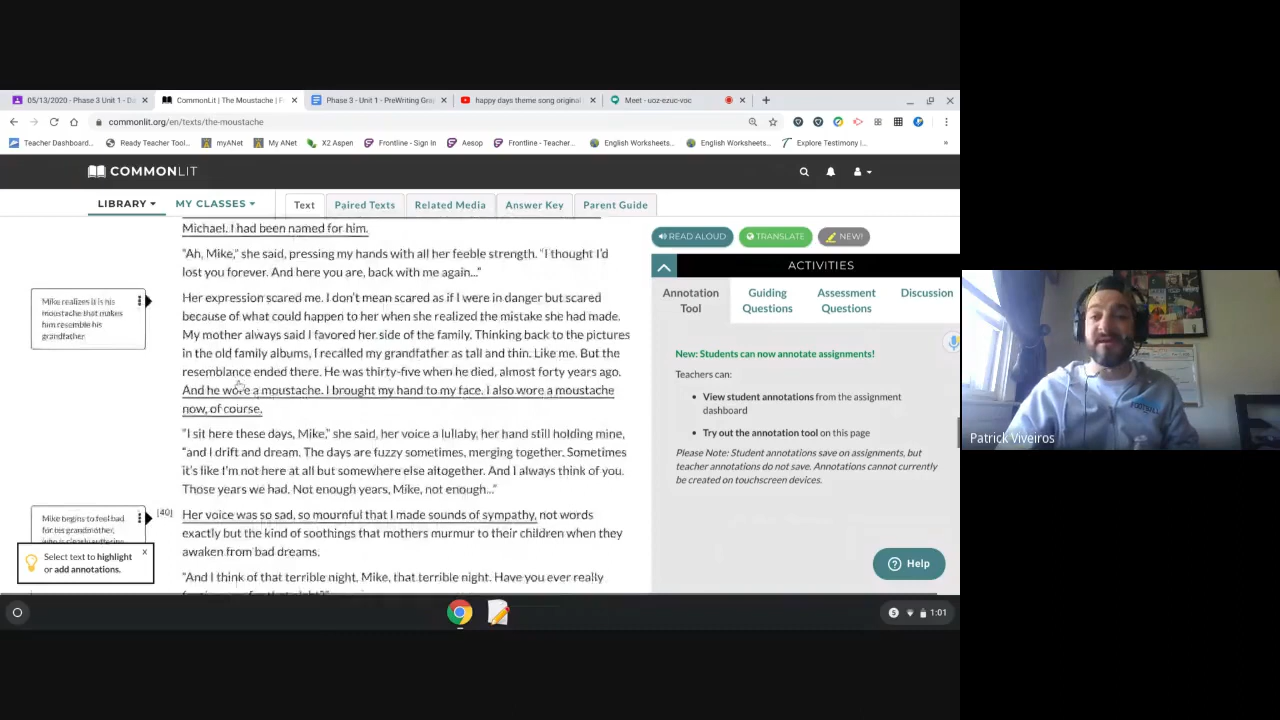 05/13/2020 - Phase 3 Unit 1 - Da
CommonLit | The Moustache | F
Phase 3 - Unit 1 - PreWriting Gra
happy days theme song original
Meet - uoz-ezuc-voc
commonlit.org/en/texts/the-moustache
Teacher Dashboard...
Ready Teacher Tool...
myANet
My ANet
X2 Aspen
Frontline - Sign In
Aesop
Frontline - Teacher...
English Worksheets...
English Worksheets...
Explore Testimony I...
COMMONLIT
LIBRARY
MY CLASSES
Text
Paired Texts
Related Media
Answer Key
Parent Guide
Michael. I had been named for him.
"Ah, Mike," she said, pressing my hands with all her feeble strength. "I thought I'd
lost you forever. And here you are, back with me again..."
Mike realizes it is his
moustache that makes
him resemble his
grandfather
Her expression scared me. I don't mean scared as if I were in danger but scared
because of what could happen to her when she realized the mistake she had made.
My mother always said I favored her side of the family. Thinking back to the pictures
in the old family albums, I recalled my grandfather as tall and thin. Like me. But the
resemblance ended there. He was thirty-five when he died, almost forty years ago.
And he wore a moustache. I brought my hand to my face. I also wore a moustache
now, of course.
"I sit here these days, Mike," she said, her voice a lullaby, her hand still holding mine,
"and I drift and dream. The days are fuzzy sometimes, merging together. Sometimes
it's like I'm not here at all but somewhere else altogether. And I always think of you.
Those years we had. Not enough years, Mike, not enough..."
Mike begins to feel bad
for his grandmother,
[40]
Her voice was so sad, so mournful that I made sounds of sympathy, not words
exactly but the kind of soothings that mothers murmur to their children when they
awaken from bad dreams.
"And I think of that terrible night, Mike, that terrible night. Have you ever really
Select text to highlight
or add annotations.
x
READ ALOUD
TRANSLATE
NEW!
ACTIVITIES
Annotation
Tool
Guiding
Questions
Assessment
Questions
Discussion
New: Students can now annotate assignments!
Teachers can:
View student annotations from the assignment
dashboard
Try out the annotation tool on this page
Please Note: Student annotations save on assignments, but
teacher annotations do not save. Annotations cannot currently
be created on touchscreen devices.
Help
5
1:01
Patrick Viveiros